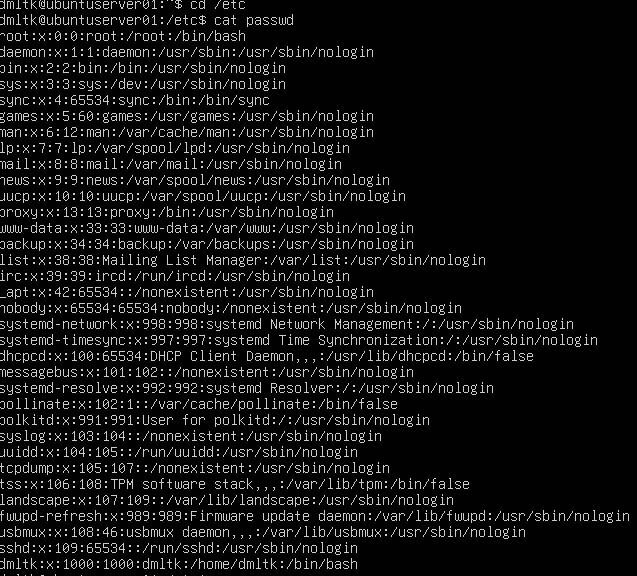 dmltk@ubuntuserver01:~$ cd /etc
dmltk@ubuntuserver01:/etc$ cat passwd
root:x:0:0:root:/root:/bin/bash
daemon:x:1:1:daemon:/usr/sbin:/usr/sbin/nologin
bin:x:2:2:bin:/bin:/usr/sbin/nologin
sys:x:3:3:sys:/dev:/usr/sbin/nologin
sync:x:4:65534:sync:/bin:/bin/sync
games:x:5:60:games:/usr/games:/usr/sbin/nologin
man:x:6:12:man:/var/cache/man:/usr/sbin/nologin
lp:x:7:7:lp:/var/spool/lpd:/usr/sbin/nologin
mail:x:8:8:mail:/var/mail:/usr/sbin/nologin
news:x:9:9:news:/var/spool/news:/usr/sbin/nologin
uucp:x:10:10:uucp:/var/spool/uucp:/usr/sbin/nologin
proxy:x:13:13:proxy:/bin:/usr/sbin/nologin
www-data:x:33:33:www-data:/var/www:/usr/sbin/nologin
backup:x:34:34:backup:/var/backups:/usr/sbin/nologin
list:x:38:38:Mailing List Manager:/var/list:/usr/sbin/nologin
irc:x:39:39:ircd:/run/ircd:/usr/sbin/nologin
_apt:x:42:65534::/nonexistent:/usr/sbin/nologin
nobody:x:65534:65534:nobody:/nonexistent:/usr/sbin/nologin
systemd-network:x:998:998:systemd Network Management:/:/usr/sbin/nologin
systemd-timesync:x:997:997:systemd Time Synchronization:/:/usr/sbin/nologin
dhcpcd:x:100:65534:DHCP Client Daemon,,,:/usr/lib/dhcpcd:/bin/false
messagebus:x:101:102::/nonexistent:/usr/sbin/nologin
systemd-resolve:x:992:992:systemd Resolver:/:/usr/sbin/nologin
pollinate:x:102:1::/var/cache/pollinate:/bin/false
polkitd:x:991:991:User for polkitd:/:/usr/sbin/nologin
syslog:x:103:104::/nonexistent:/usr/sbin/nologin
uuidd:x:104:105::/run/uuidd:/usr/sbin/nologin
tcpdump:x:105:107::/nonexistent:/usr/sbin/nologin
tss:x:106:108:TPM software stack,,,:/var/lib/tpm:/bin/false
landscape:x:107:109::/var/lib/landscape:/usr/sbin/nologin
fwupd-refresh:x:989:989:Firmware update daemon:/var/lib/fwupd:/usr/sbin/nologin
usbmux:x:108:46:usbmux daemon,,,:/var/lib/usbmux:/usr/sbin/nologin
sshd:x:109:65534::/run/sshd:/usr/sbin/nologin
dmltk:x:1000:1000:dmltk:/home/dmltk:/bin/bash